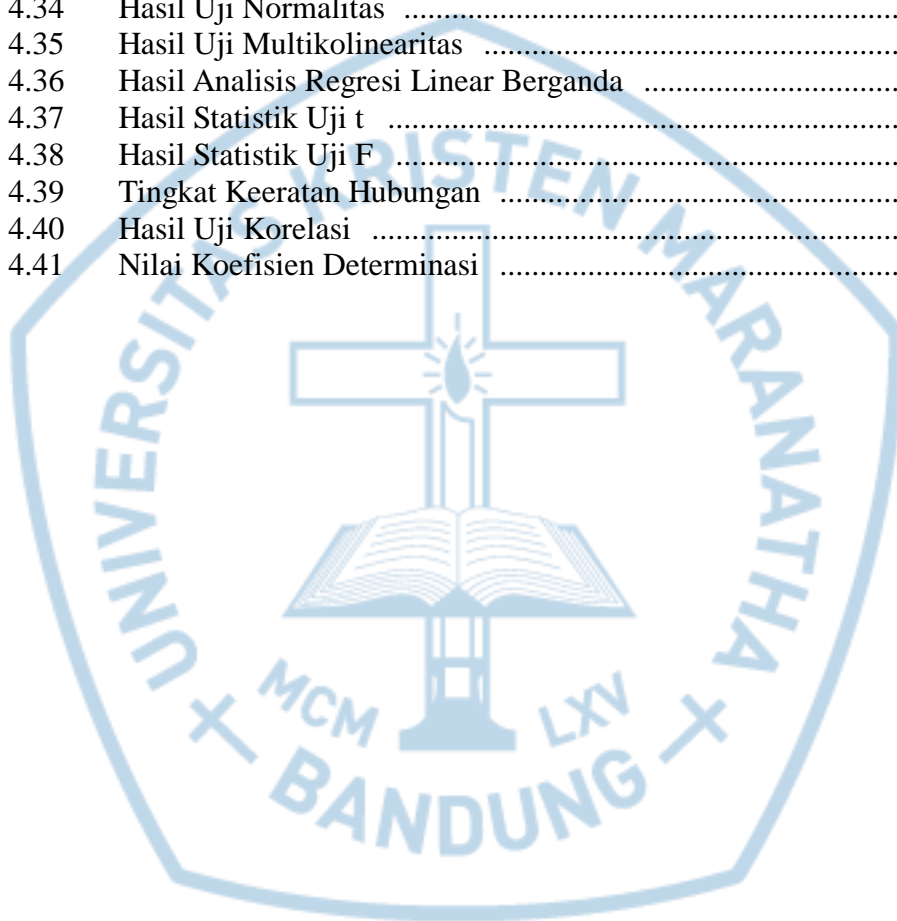 4.34 Hasil Uji Normalitas ........................................................................
4.35 Hasil Uji Multikolinearitas ..............................................................
4.36 Hasil Analisis Regresi Linear Berganda ........................................
4.37 Hasil Statistik Uji t ........................................................................
4.38 Hasil Statistik Uji F .......................................................................
4.39 Tingkat Keeratan Hubungan ..........................................................
4.40 Hasil Uji Korelasi ..........................................................................
4.41 Nilai Koefisien Determinasi ..........................................................
UNIVERSITAS KRISTEN MARANATHA
MCM LXV
BANDUNG